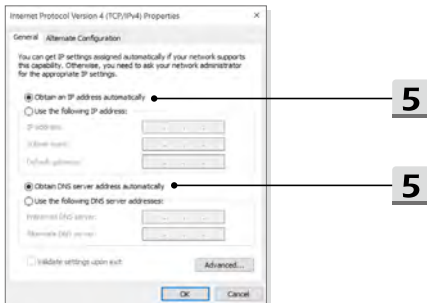 Internet Protocol Version 4 (TCP/IPv4) Properties
General Alternate Configuration
You can get IP settings assigned automatically if your network supports
this capability. Otherwise, you need to ask your network administrator
for the appropriate IP settings.
Obtain an IP address automatically
5
Use the following IP address:
IP address:
Subnet mask:
Default gateway:
Obtain DNS server address automatically
5
Use the following DNS server addresses:
Preferred DNS server:
Alternate DNS server:
Validate settings upon exit
Advanced...
OK Cancel